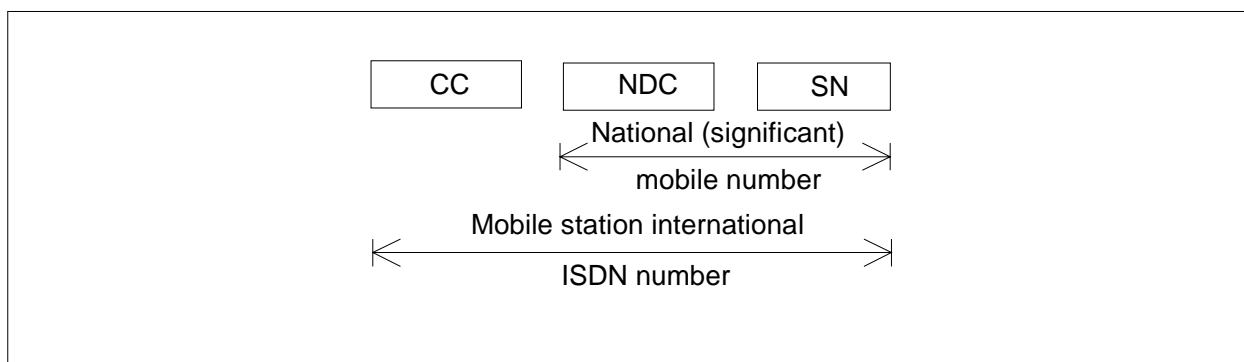 CC NDC SN
National (significant)
mobile number
Mobile station international
ISDN number